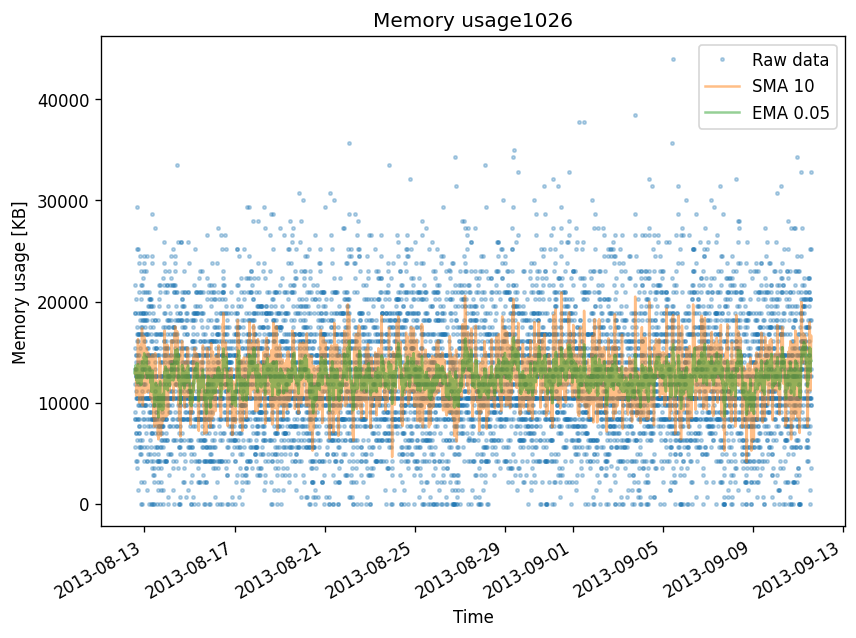 Memory usage1026
Raw data
SMA 10
EMA 0.05
Memory usage [KB]
40000
30000
20000
10000
0
2013-08-13
2013-08-17
2013-08-21
2013-08-25
2013-08-29
2013-09-01
2013-09-05
2013-09-09
2013-09-13
Time